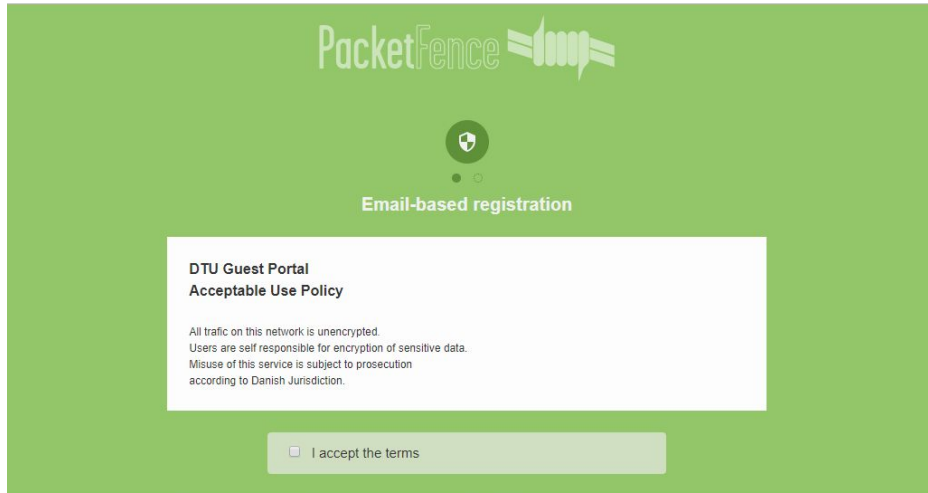 PacketFence
Email-based registration
DTU Guest Portal
Acceptable Use Policy
All trafic on this network is unencrypted.
Users are self responsible for encryption of sensitive data.
Misuse of this service is subject to prosecution
according to Danish Jurisdiction.
I accept the terms